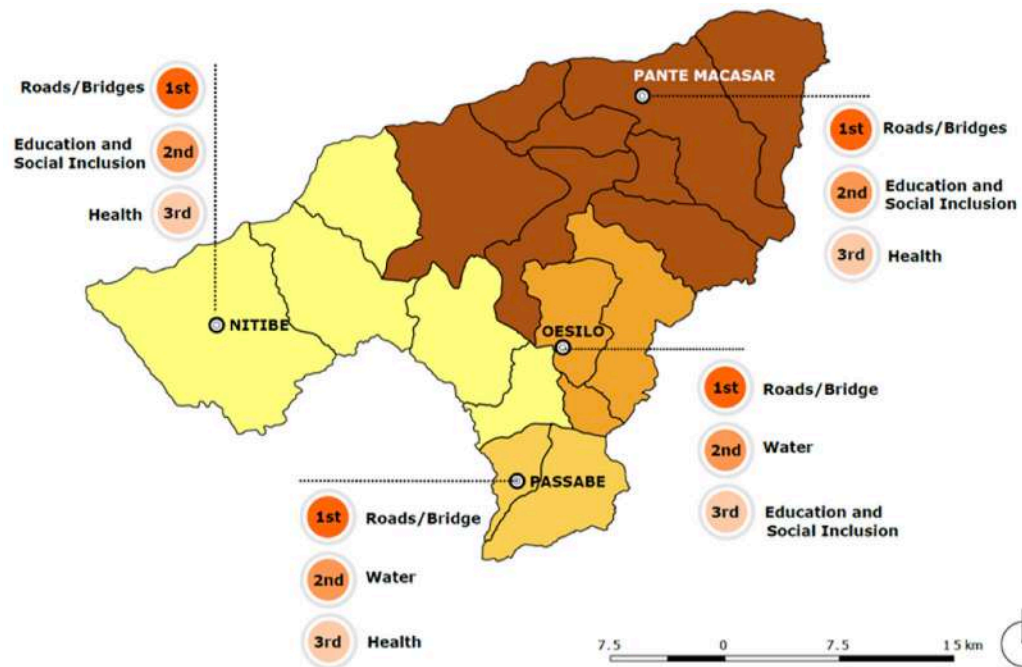 PANTE MACASAR
Roads/Bridges
1st
Education and
Social Inclusion
2nd
Health
3rd
1st
Roads/Bridges
2nd
Education and
Social Inclusion
3rd
Health
NITIBE
OESILO
1st
Roads/Bridge
2nd
Water
3rd
Education and
Social Inclusion
PASSABE
1st
Roads/Bridge
2nd
Water
3rd
Health
7.5 0 7.5 15 km